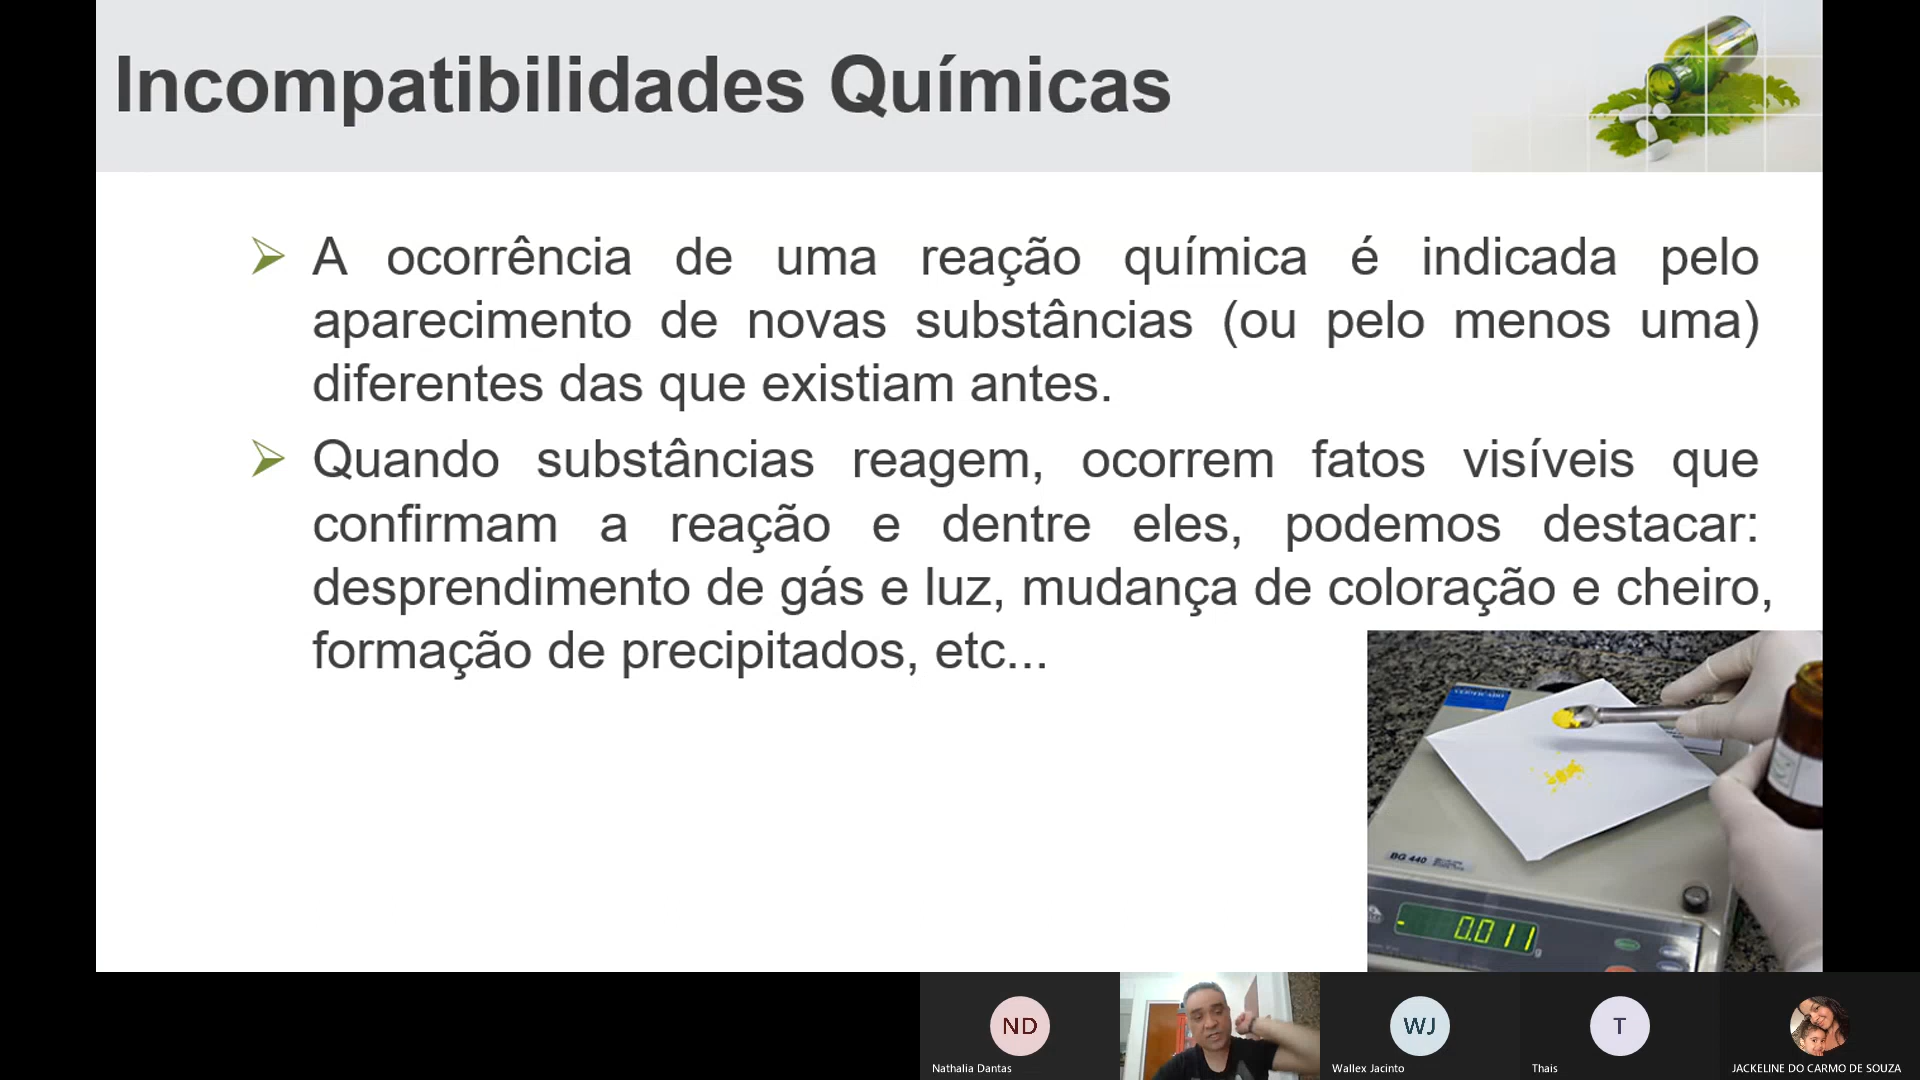 Incompatibilidades Químicas
A ocorrência de uma reação química é indicada pelo
aparecimento de novas substâncias (ou pelo menos uma)
diferentes das que existiam antes.
Quando substâncias reagem, ocorrem fatos visíveis que
confirmam a reação e dentre eles, podemos destacar:
desprendimento de gás e luz, mudança de coloração e cheiro,
formação de precipitados, etc...
BG 440
- 0.011
ND
WJ
T
Nathalia Dantas
Wallex Jacinto
Thais
JACKELINE DO CARMO DE SOUZA